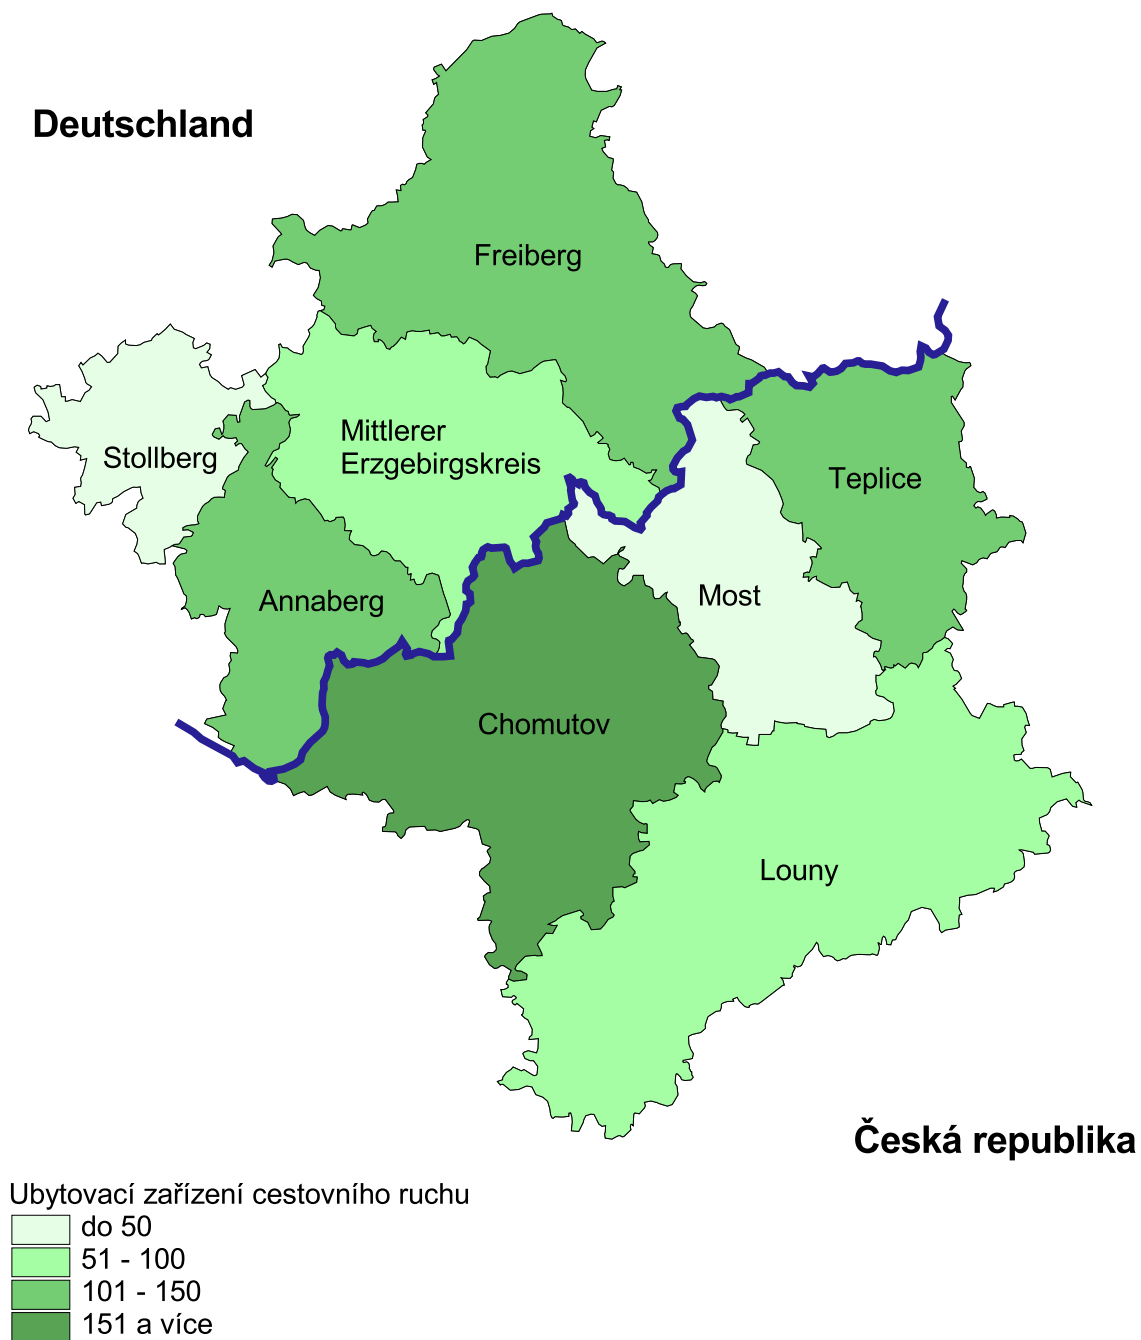 Deutschland
Freiberg
Mittlerer
Erzgebirgskreis
Stollberg
Teplice
Annaberg
Most
Chomutov
Louny
Česká republika
Ubytovací zařízení cestovního ruchu
do 50
51 - 100
101 - 150
151 a více